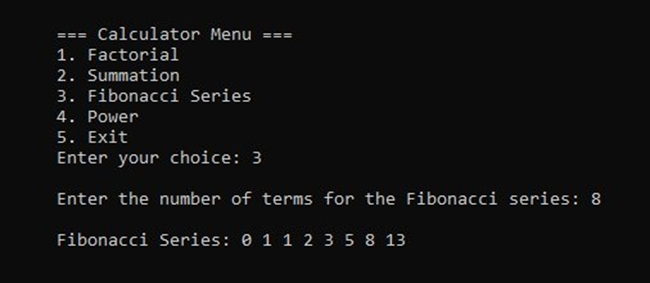 === Calculator Menu ===
1. Factorial
2. Summation
3. Fibonacci Series
4. Power
5. Exit
Enter your choice: 3
Enter the number of terms for the Fibonacci series: 8
Fibonacci Series: 0 1 1 2 3 5 8 13